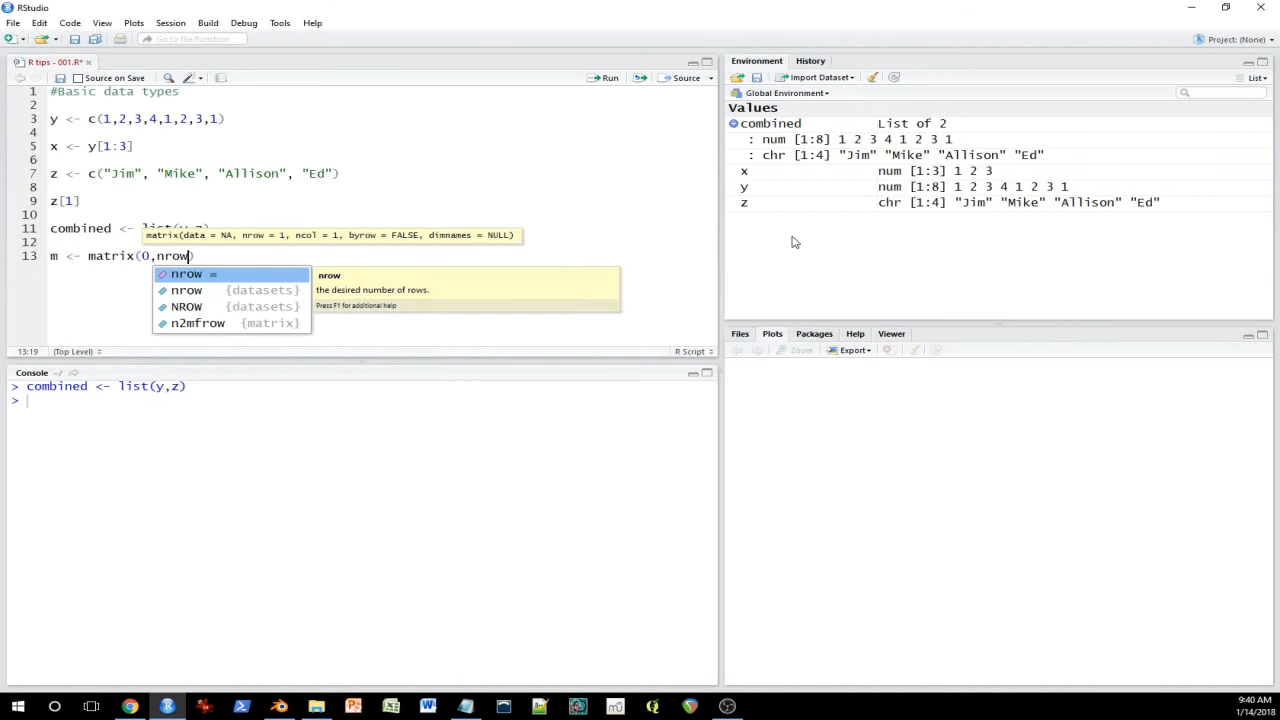 RStudio
File Edit Code View Plots Session Build Debug Tools Help
Go to file/function
Project: (None)
R tips - 001.R*
Source on Save
Run
Source
1 #Basic data types
2
3 y <- c(1,2,3,4,1,2,3,1)
4
5 x <- y[1:3]
6
7 z <- c("Jim", "Mike", "Allison", "Ed")
8
9 z[1]
10
11 combined <- list(y,z)
matrix(data = NA, nrow = 1, ncol = 1, byrow = FALSE, dimnames = NULL)
12
13 m <- matrix(0,nrow)
nrow =
nrow {datasets}
NROW {datasets}
n2mfrow {matrix}
nrow
the desired number of rows.
Press F1 for additional help
13:19 (Top Level) R Script
Console ~/
> combined <- list(y,z)
>
Environment History
Import Dataset
List
Global Environment
Values
combined List of 2
: num [1:8] 1 2 3 4 1 2 3 1
: chr [1:4] "Jim" "Mike" "Allison" "Ed"
x num [1:3] 1 2 3
y num [1:8] 1 2 3 4 1 2 3 1
z chr [1:4] "Jim" "Mike" "Allison" "Ed"
Files Plots Packages Help Viewer
Zoom Export
9:40 AM
1/14/2018